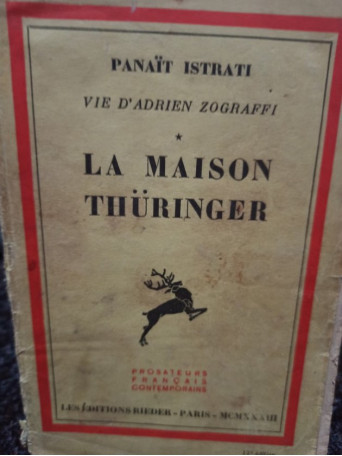 PANAÏT ISTRATI
VIE D'ADRIEN ZOGRAFFI
*
LA MAISON
THÜRINGER
PROSATEURS
FRANÇAIS
CONTEMPORAINS
LES ÉDITIONS RIEDER - PARIS - MCMXXXIII